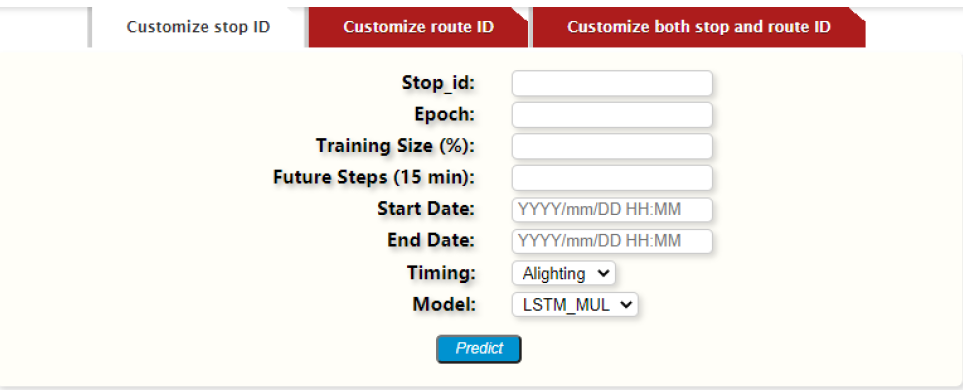 Customize stop ID Customize route ID Customize both stop and route ID
Stop_id:
Epoch:
Training Size (%):
Future Steps (15 min):
Start Date: YYYY/mm/DD HH:MM
End Date: YYYY/mm/DD HH:MM
Timing: Alighting
Model: LSTM_MUL
Predict